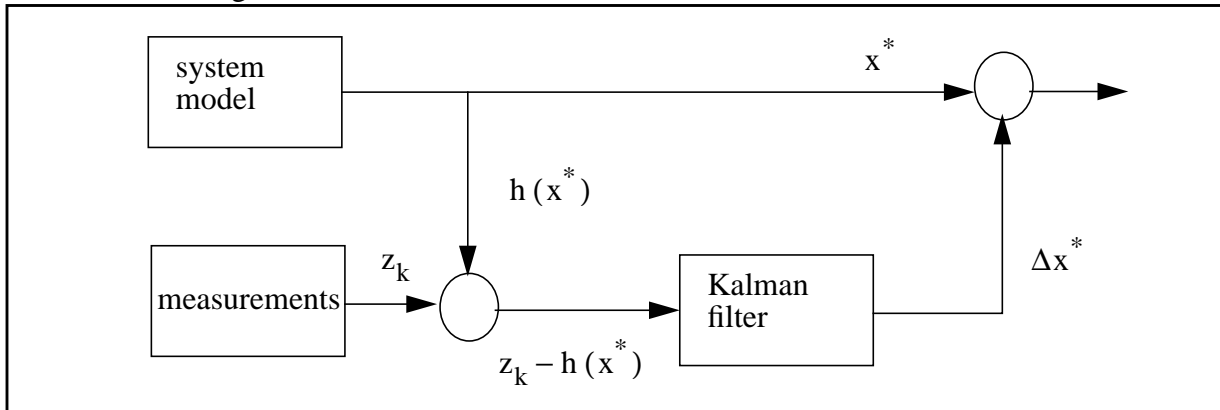 system
model
x*
h (x*)
measurements
z_k
z_k − h (x*)
Kalman
filter
Δx*